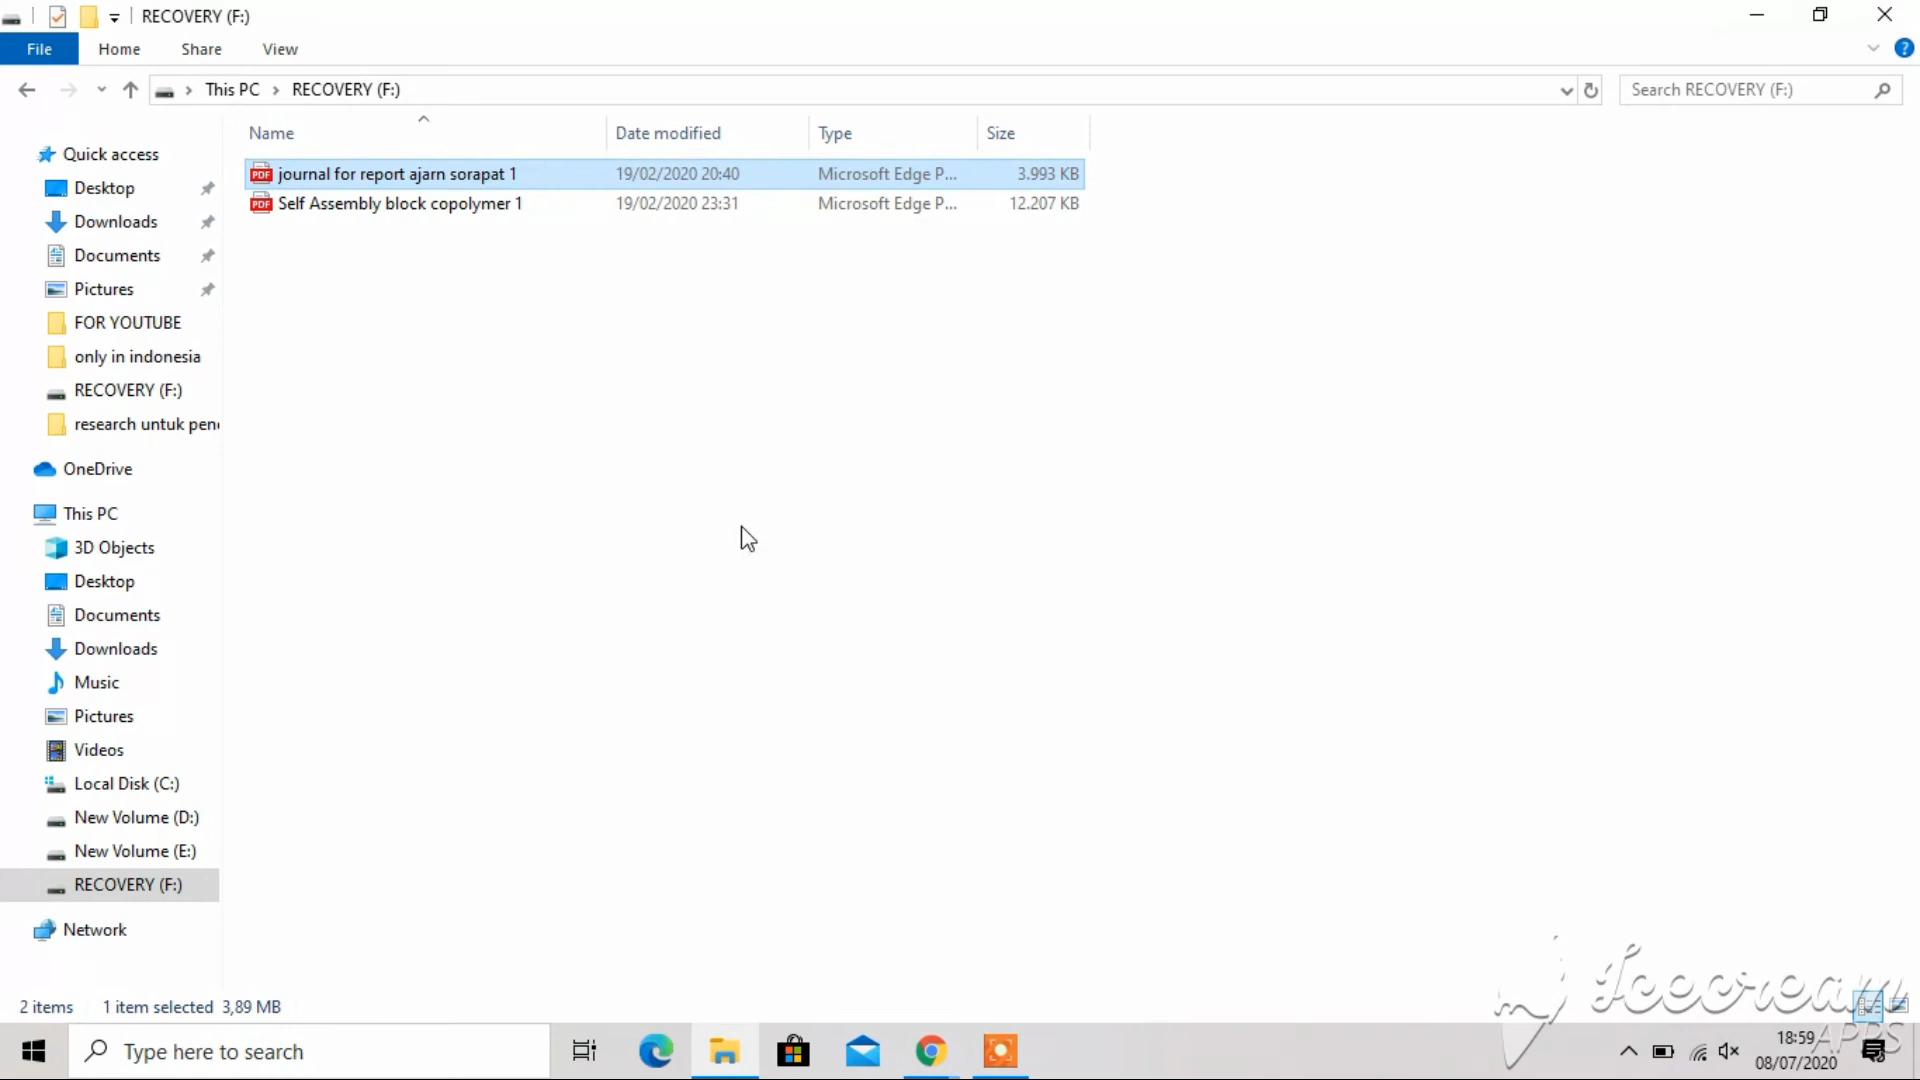 RECOVERY (F:)
File Home Share View
This PC RECOVERY (F:)
Search RECOVERY (F:)
Name Date modified Type Size
journal for report ajarn sorapat 1 19/02/2020 20:40 Microsoft Edge P... 3.993 KB
Self Assembly block copolymer 1 19/02/2020 23:31 Microsoft Edge P... 12.207 KB
Quick access
Desktop
Downloads
Documents
Pictures
FOR YOUTUBE
only in indonesia
RECOVERY (F:)
research untuk pen
OneDrive
This PC
3D Objects
Desktop
Documents
Downloads
Music
Pictures
Videos
Local Disk (C:)
New Volume (D:)
New Volume (E:)
RECOVERY (F:)
Network
2 items 1 item selected 3,89 MB
Icecream
APPS
Type here to search
18:59
08/07/2020